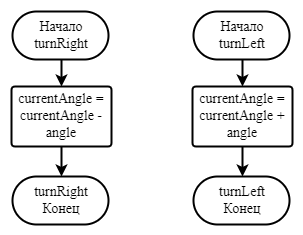 Начало
turnRight
currentAngle =
currentAngle -
angle
turnRight
Конец
Начало
turnLeft
currentAngle =
currentAngle +
angle
turnLeft
Конец